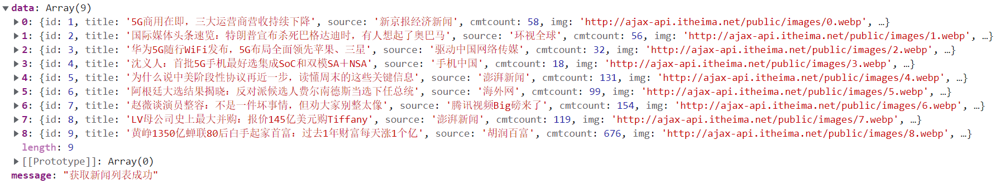 ▼data: Array(9)
▶0: {id: 1, title: '5G商用在即，三大运营商营收持续下降', source: '新京报经济新闻', cmtcount: 58, img: 'http://ajax-api.itheima.net/public/images/0.webp', …}
▶1: {id: 2, title: '国际媒体头条速览：特朗普宣布杀死巴格达迪时，有人想起了奥巴马', source: '环视全球', cmtcount: 56, img: 'http://ajax-api.itheima.net/public/images/1.webp', …}
▶2: {id: 3, title: '华为5G随行WiFi发布，5G布局全面领先苹果、三星', source: '驱动中国网络传媒', cmtcount: 32, img: 'http://ajax-api.itheima.net/public/images/2.webp', …}
▶3: {id: 4, title: '沈义人：首批5G手机最好选集成SoC和双模SA＋NSA', source: '手机中国', cmtcount: 18, img: 'http://ajax-api.itheima.net/public/images/3.webp', …}
▶4: {id: 5, title: '为什么说中美阶段性协议再近一步，读懂周末的这些关键信息', source: '澎湃新闻', cmtcount: 131, img: 'http://ajax-api.itheima.net/public/images/4.webp', …}
▶5: {id: 6, title: '阿根廷大选结果揭晓：反对派候选人费尔南德斯当选下任总统', source: '海外网', cmtcount: 99, img: 'http://ajax-api.itheima.net/public/images/5.webp', …}
▶6: {id: 7, title: '赵薇谈演员整容：不是一件坏事情，但劝大家别整太像', source: '腾讯视频Big磅来了', cmtcount: 154, img: 'http://ajax-api.itheima.net/public/images/6.webp', …}
▶7: {id: 8, title: 'LV母公司史上最大并购：报价145亿美元购Tiffany', source: '澎湃新闻', cmtcount: 119, img: 'http://ajax-api.itheima.net/public/images/7.webp', …}
▶8: {id: 9, title: '黄峥1350亿蝉联80后白手起家首富：过去1年财富每天涨1个亿', source: '胡润百富', cmtcount: 676, img: 'http://ajax-api.itheima.net/public/images/8.webp', …}
length: 9
▶[[Prototype]]: Array(0)
message: "获取新闻列表成功"